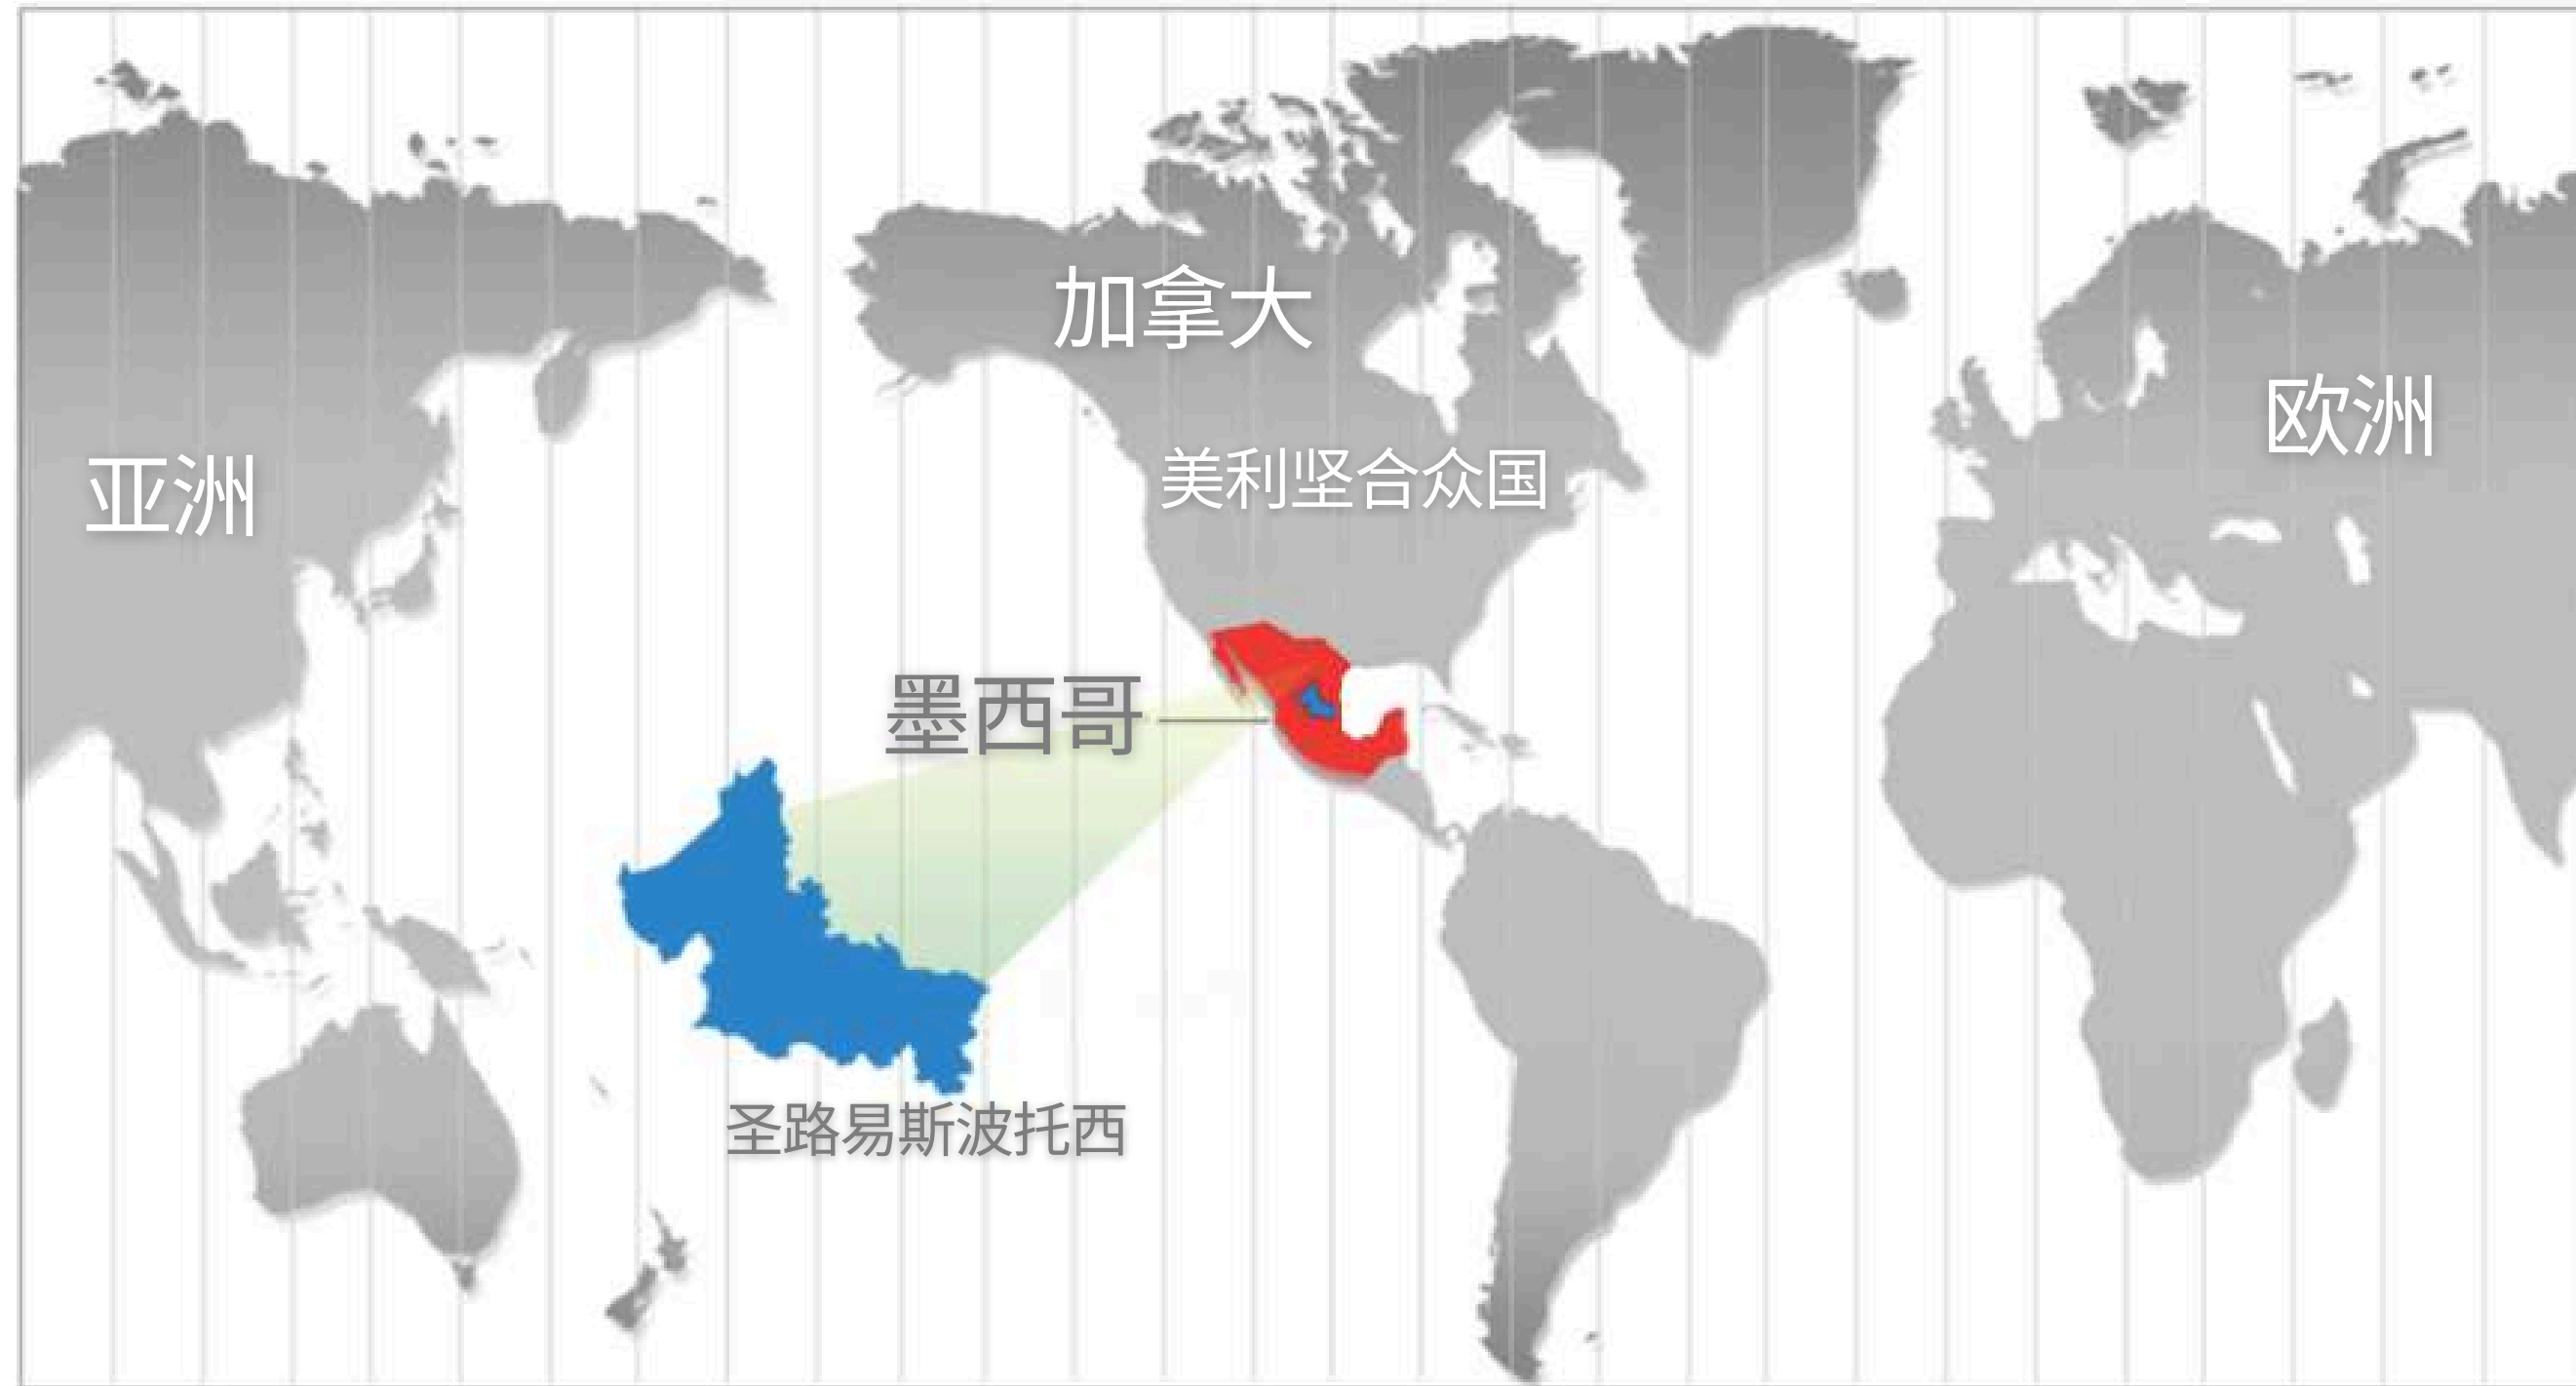 加拿大
欧洲
美利坚合众国
亚洲
墨西哥
圣路易斯波托西